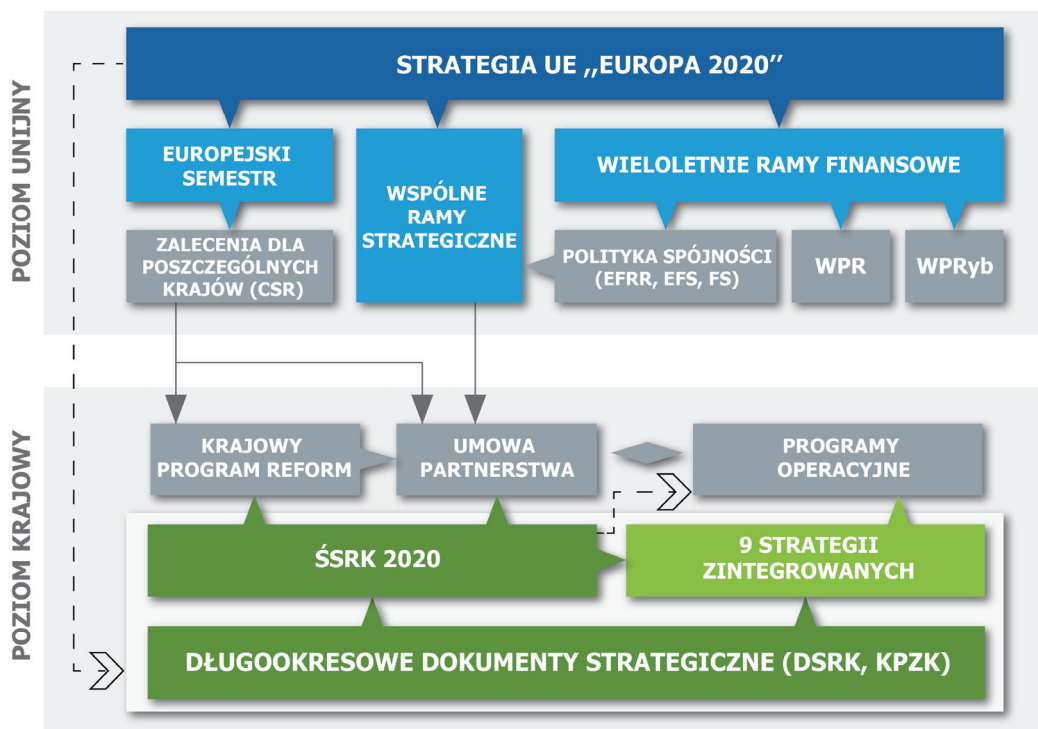 POZIOM UNIJNY
STRATEGIA UE ,,EUROPA 2020”
EUROPEJSKI
SEMESTR
WSPÓLNE
RAMY
STRATEGICZNE
WIELOLETNIE RAMY FINANSOWE
ZALECENIA DLA
POSZCZEGÓLNYCH
KRAJÓW (CSR)
POLITYKA SPÓJNOŚCI
(EFRR, EFS, FS)
WPR
WPRyb
POZIOM KRAJOWY
KRAJOWY
PROGRAM REFORM
UMOWA
PARTNERSTWA
PROGRAMY
OPERACYJNE
ŚSRK 2020
9 STRATEGII
ZINTEGROWANYCH
DŁUGOOKRESOWE DOKUMENTY STRATEGICZNE (DSRK, KPZK)